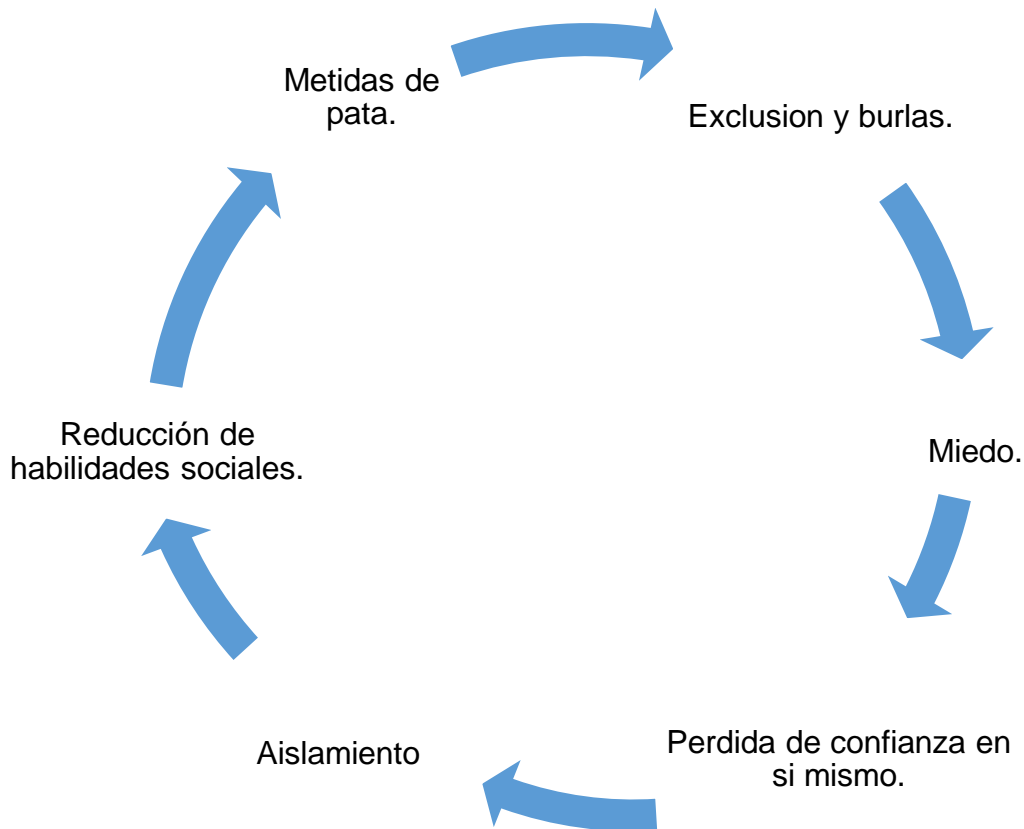 Metidas de
pata.
Exclusion y burlas.
Miedo.
Perdida de confianza en
si mismo.
Aislamiento
Reducción de
habilidades sociales.